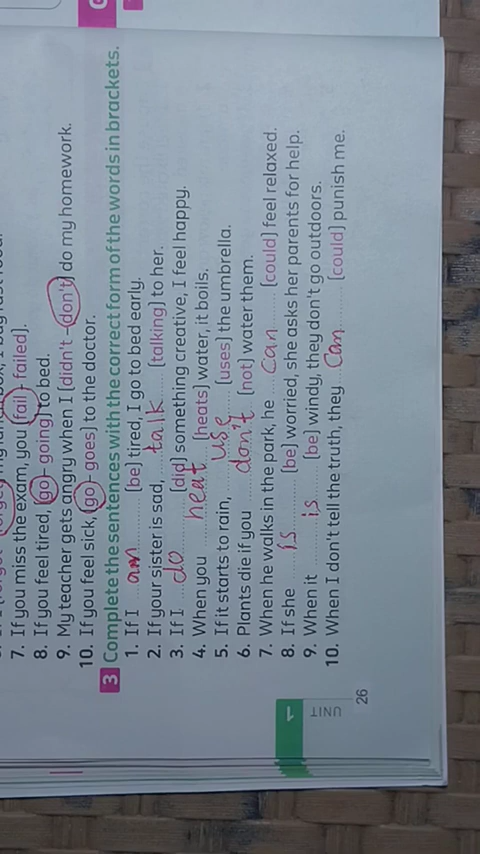 7. If you miss the exam, you [fail - failed].
8. If you feel tired, [go - going] to bed.
9. My teacher gets angry when I [didn't - don't] do my homework.
10. If you feel sick, [go - goes] to the doctor.
3 Complete the sentences with the correct form of the words in brackets.
1. If I am [be] tired, I go to bed early.
2. If your sister is sad, talk [talking] to her.
3. If I do [did] something creative, I feel happy.
4. When you heat [heats] water, it boils.
5. If it starts to rain, use [uses] the umbrella.
6. Plants die if you don't [not] water them.
7. When he walks in the park, he can [could] feel relaxed.
8. If she is [be] worried, she asks her parents for help.
9. When it is [be] windy, they don't go outdoors.
10. When I don't tell the truth, they can [could] punish me.
UNIT 1
26